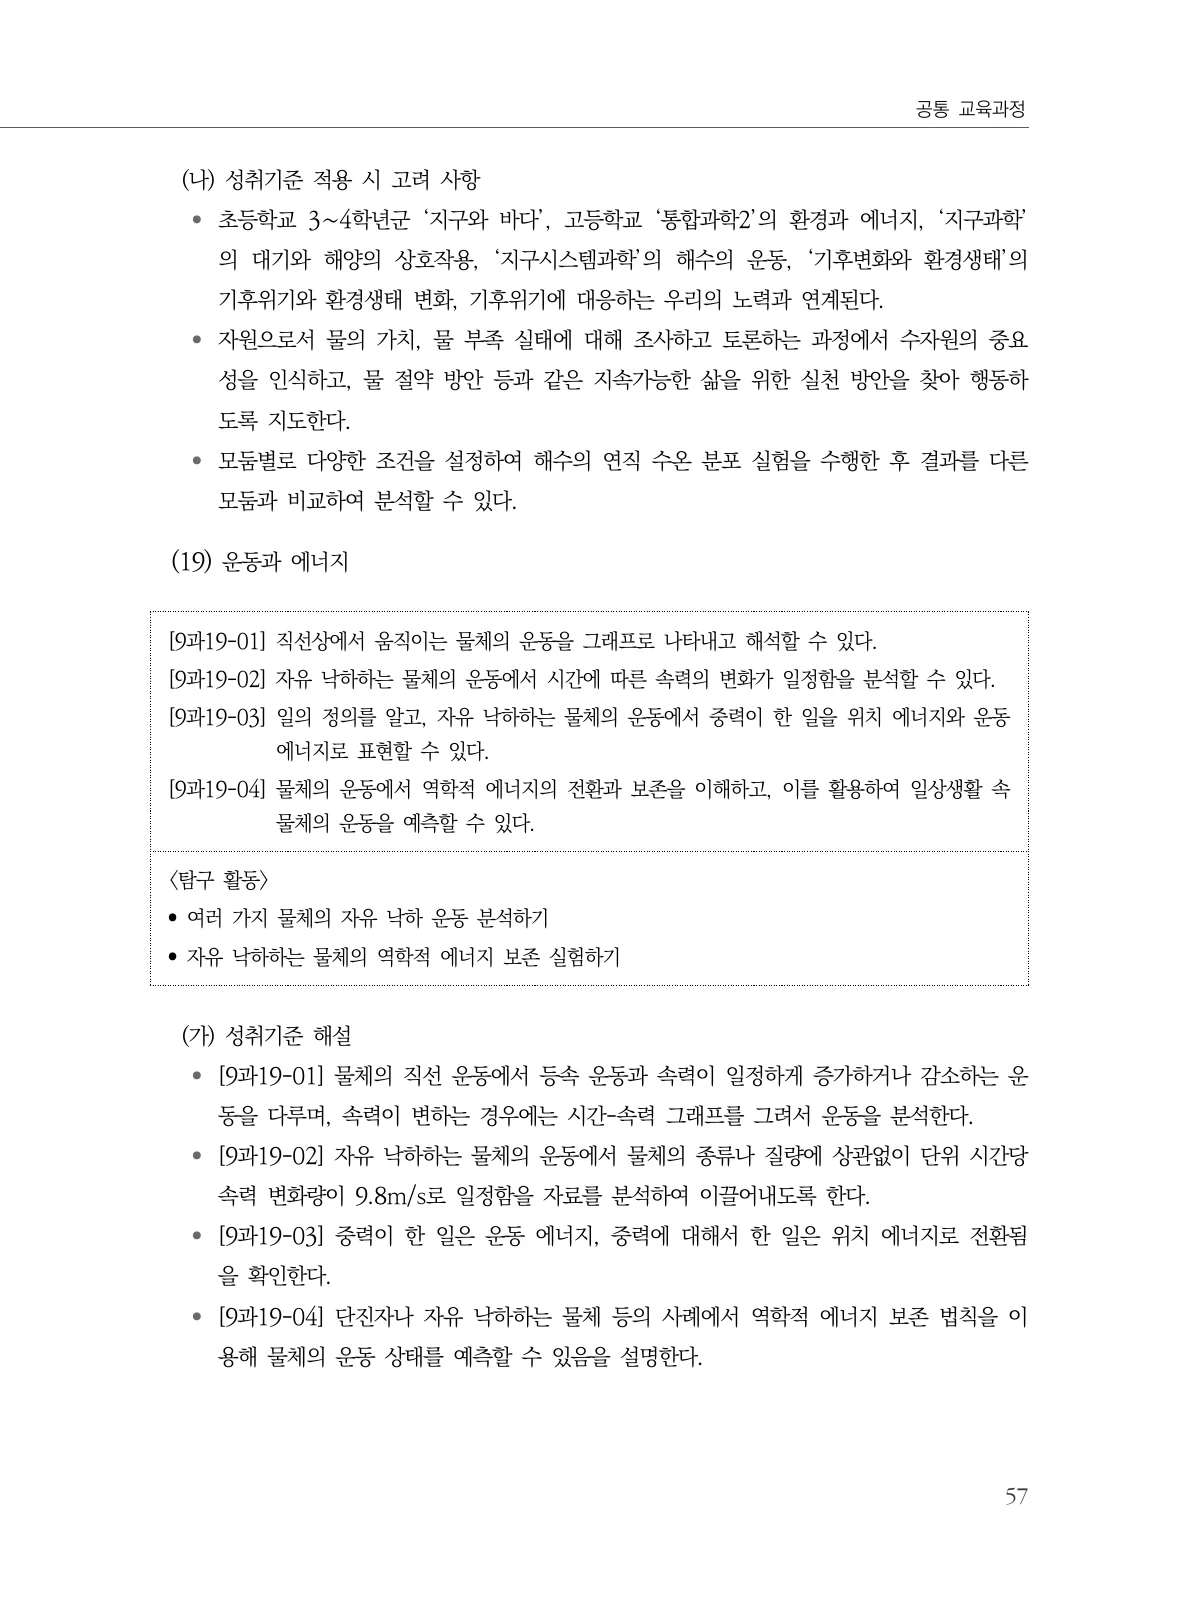 공통 교육과정
(나) 성취기준 적용 시 고려 사항
• 초등학교 3~4학년군 ‘지구와 바다’, 고등학교 ‘통합과학2’의 환경과 에너지, ‘지구과학’
의 대기와 해양의 상호작용, ‘지구시스템과학’의 해수의 운동, ‘기후변화와 환경생태’의
기후위기와 환경생태 변화, 기후위기에 대응하는 우리의 노력과 연계된다.
• 자원으로서 물의 가치, 물 부족 실태에 대해 조사하고 토론하는 과정에서 수자원의 중요
성을 인식하고, 물 절약 방안 등과 같은 지속가능한 삶을 위한 실천 방안을 찾아 행동하
도록 지도한다.
• 모둠별로 다양한 조건을 설정하여 해수의 연직 수온 분포 실험을 수행한 후 결과를 다른
모둠과 비교하여 분석할 수 있다.
(19) 운동과 에너지
[9과19-01] 직선상에서 움직이는 물체의 운동을 그래프로 나타내고 해석할 수 있다.
[9과19-02] 자유 낙하하는 물체의 운동에서 시간에 따른 속력의 변화가 일정함을 분석할 수 있다.
[9과19-03] 일의 정의를 알고, 자유 낙하하는 물체의 운동에서 중력이 한 일을 위치 에너지와 운동
에너지로 표현할 수 있다.
[9과19-04] 물체의 운동에서 역학적 에너지의 전환과 보존을 이해하고, 이를 활용하여 일상생활 속
물체의 운동을 예측할 수 있다.
〈탐구 활동〉
• 여러 가지 물체의 자유 낙하 운동 분석하기
• 자유 낙하하는 물체의 역학적 에너지 보존 실험하기
(가) 성취기준 해설
• [9과19-01] 물체의 직선 운동에서 등속 운동과 속력이 일정하게 증가하거나 감소하는 운
동을 다루며, 속력이 변하는 경우에는 시간-속력 그래프를 그려서 운동을 분석한다.
• [9과19-02] 자유 낙하하는 물체의 운동에서 물체의 종류나 질량에 상관없이 단위 시간당
속력 변화량이 9.8m/s로 일정함을 자료를 분석하여 이끌어내도록 한다.
• [9과19-03] 중력이 한 일은 운동 에너지, 중력에 대해서 한 일은 위치 에너지로 전환됨
을 확인한다.
• [9과19-04] 단진자나 자유 낙하하는 물체 등의 사례에서 역학적 에너지 보존 법칙을 이
용해 물체의 운동 상태를 예측할 수 있음을 설명한다.
57